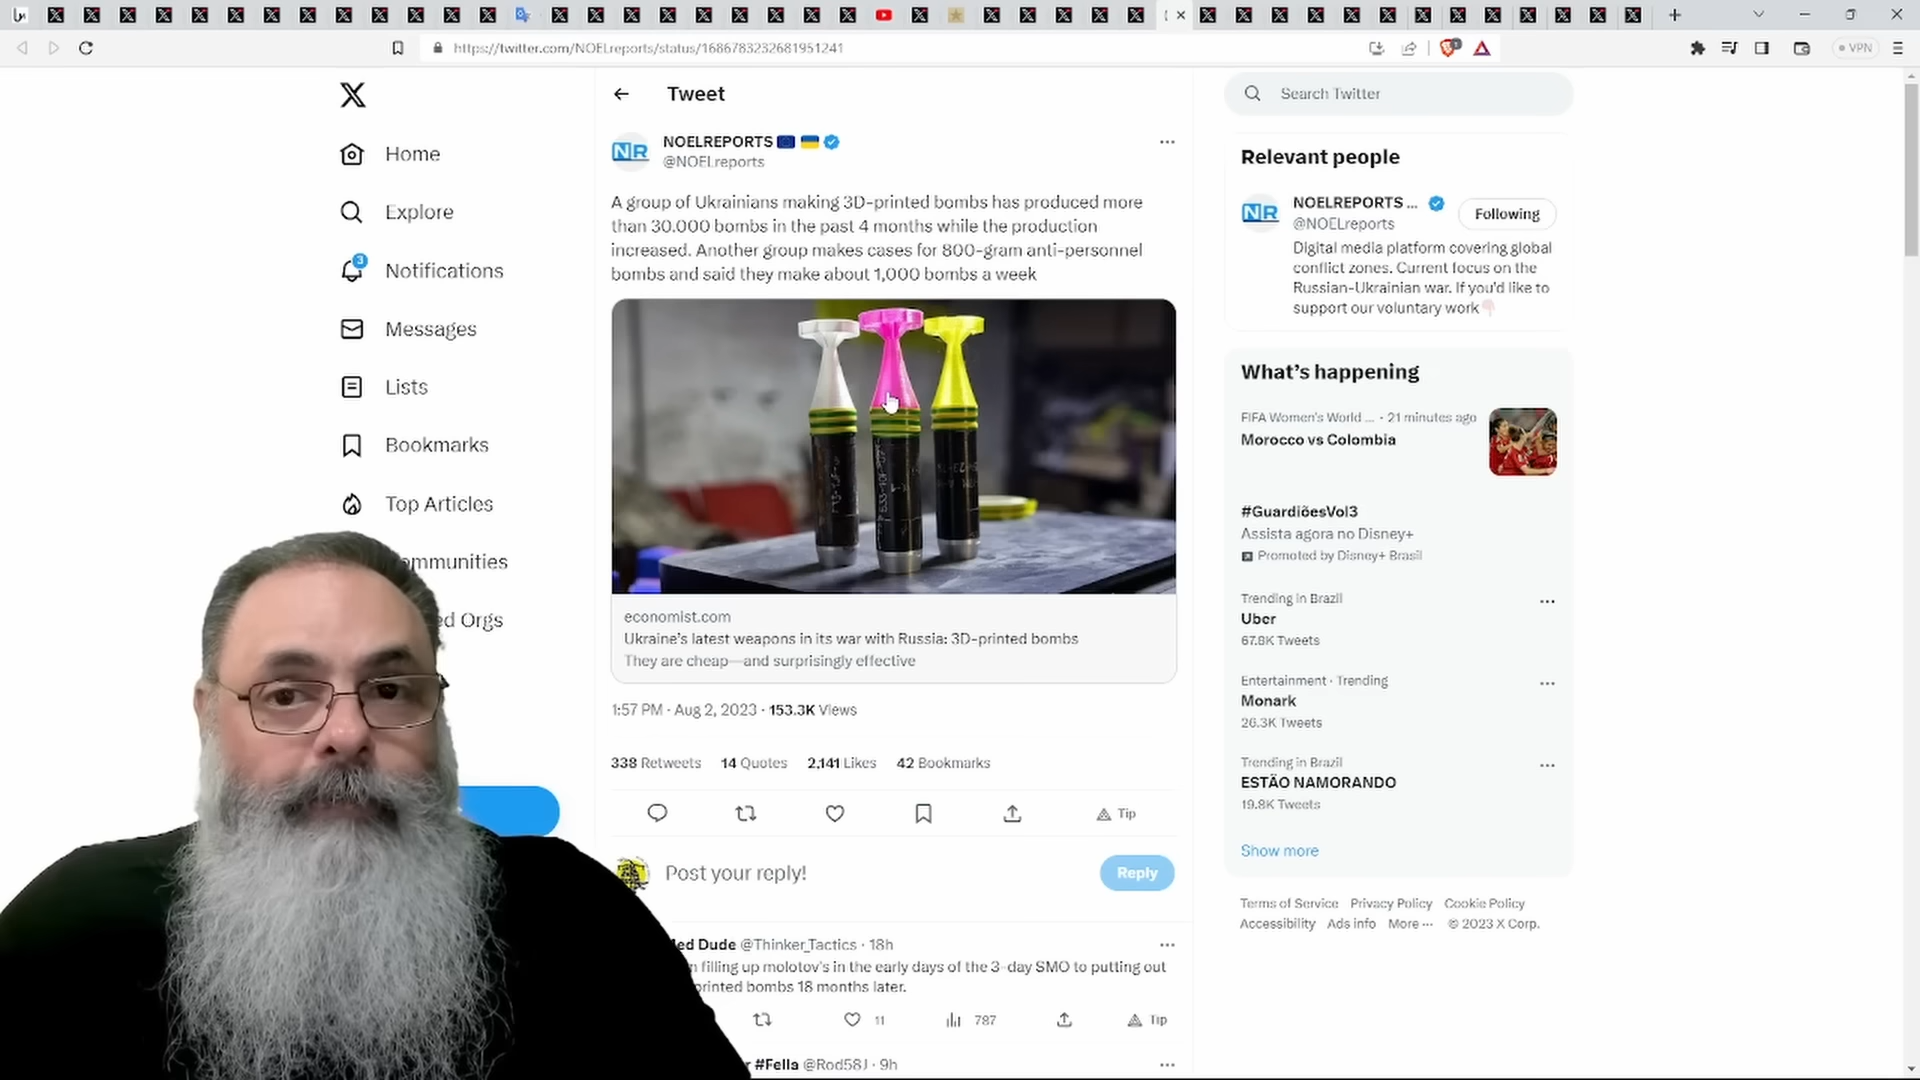 https://twitter.com/NOELreports/status/1686783232681951241
VPN
Home
Explore
3
Notifications
Messages
Lists
Bookmarks
Top Articles
ommunities
ed Orgs
Tweet
NR
NOELREPORTS
@NOELreports
A group of Ukrainians making 3D-printed bombs has produced more
than 30.000 bombs in the past 4 months while the production
increased. Another group makes cases for 800-gram anti-personnel
bombs and said they make about 1,000 bombs a week
economist.com
Ukraine's latest weapons in its war with Russia: 3D-printed bombs
They are cheap—and surprisingly effective
1:57 PM · Aug 2, 2023 · 153.3K Views
338 Retweets 14 Quotes 2,141 Likes 42 Bookmarks
Tip
Post your reply!
Reply
ed Dude @Thinker_Tactics · 18h
n filling up molotov's in the early days of the 3-day SMO to putting out
printed bombs 18 months later.
11
787
Tip
r #Fella @Rod58J · 9h
Search Twitter
Relevant people
NR
NOELREPORTS ...
@NOELreports
Following
Digital media platform covering global
conflict zones. Current focus on the
Russian-Ukrainian war. If you'd like to
support our voluntary work
What's happening
FIFA Women's World ... · 21 minutes ago
Morocco vs Colombia
#GuardiõesVol3
Assista agora no Disney+
Promoted by Disney+ Brasil
Trending in Brazil
Uber
67.8K Tweets
Entertainment · Trending
Monark
26.3K Tweets
Trending in Brazil
ESTÃO NAMORANDO
19.8K Tweets
Show more
Terms of Service Privacy Policy Cookie Policy
Accessibility Ads info More ··· © 2023 X Corp.